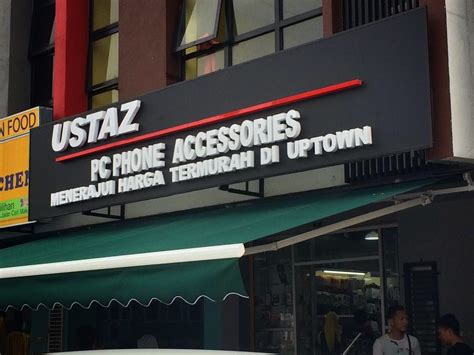 USTAZ
PC PHONE ACCESSORIES
MENERAJUI HARGA TERMURAH DI UPTOWN
FOOD